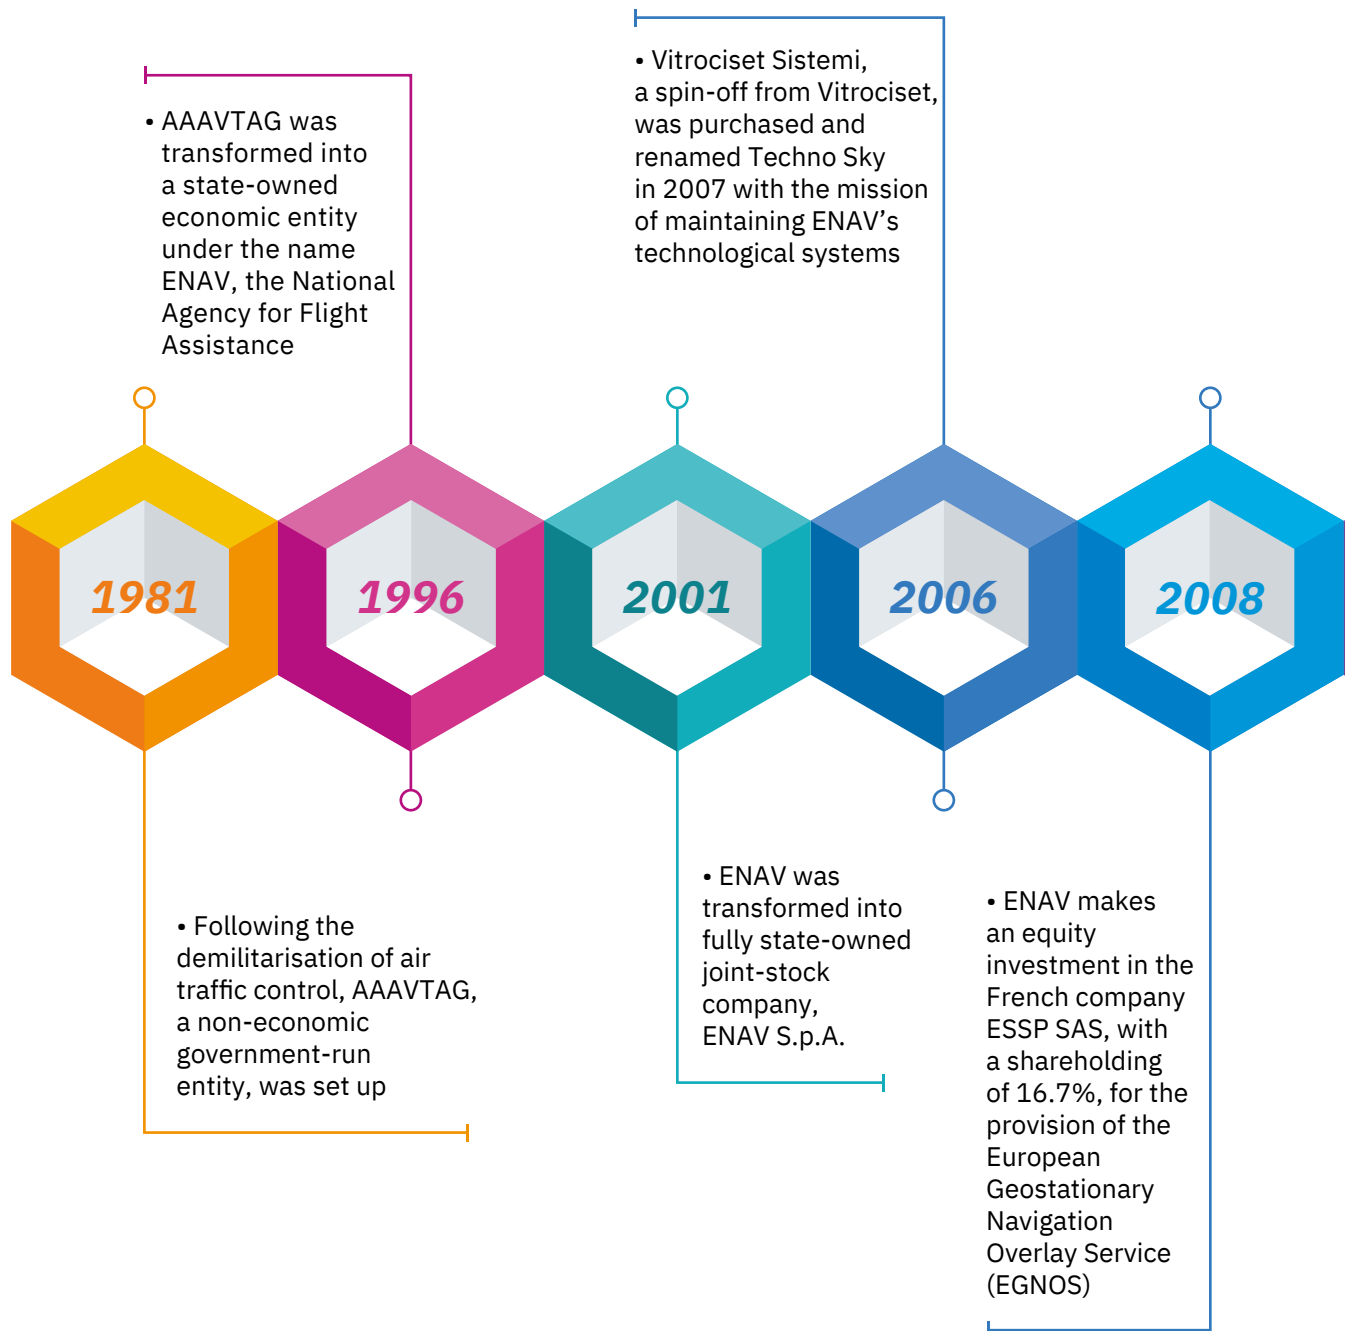 • Vitrociset Sistemi,
a spin-off from Vitrociset,
was purchased and
renamed Techno Sky
in 2007 with the mission
of maintaining ENAV’s
technological systems
• AAAVTAG was
transformed into
a state-owned
economic entity
under the name
ENAV, the National
Agency for Flight
Assistance
1981
1996
2001
2006
2008
• Following the
demilitarisation of air
traffic control, AAAVTAG,
a non-economic
government-run
entity, was set up
• ENAV was
transformed into
fully state-owned
joint-stock
company,
ENAV S.p.A.
• ENAV makes
an equity
investment in the
French company
ESSP SAS, with
a shareholding
of 16.7%, for the
provision of the
European
Geostationary
Navigation
Overlay Service
(EGNOS)